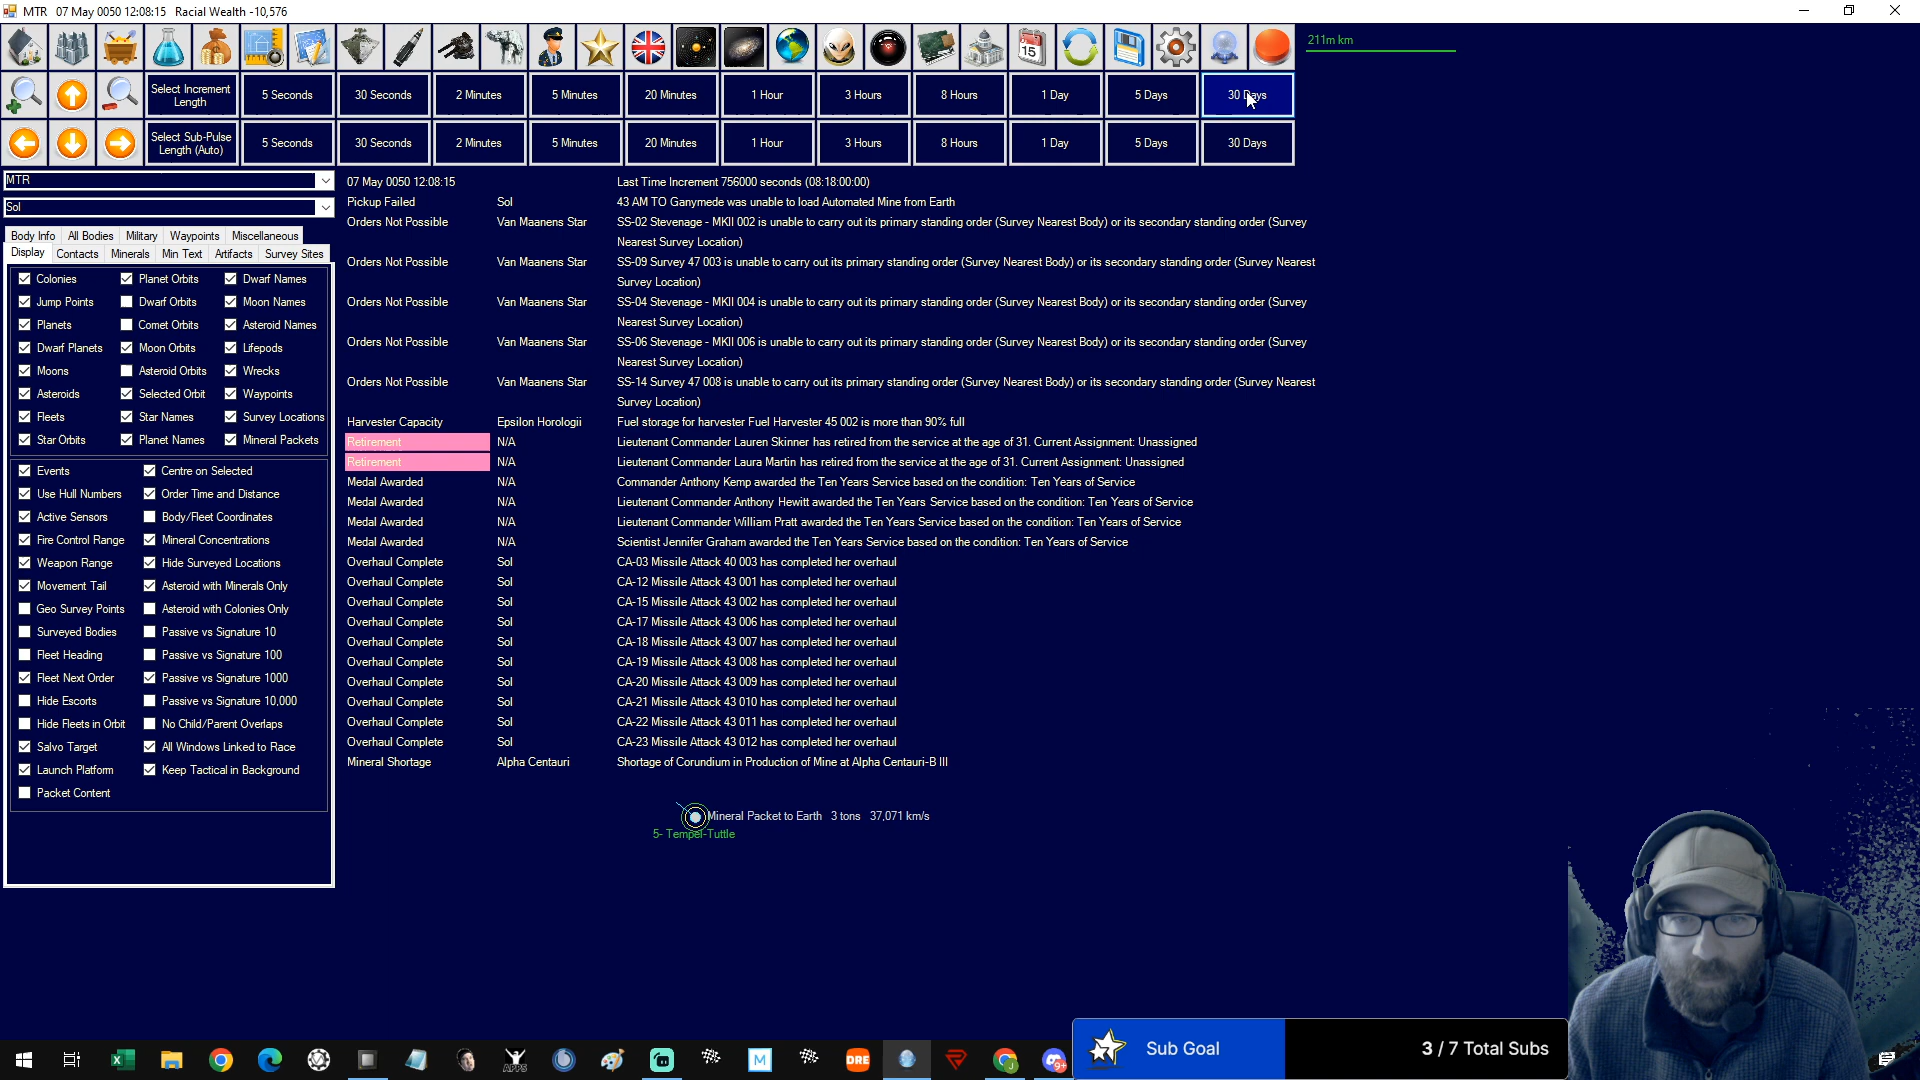 MTR 07 May 0050 12:08:15 Racial Wealth -10,576
211m km
Select Increment Length
5 Seconds
30 Seconds
2 Minutes
5 Minutes
20 Minutes
1 Hour
3 Hours
8 Hours
1 Day
5 Days
30 Days
Select Sub-Pulse Length (Auto)
5 Seconds
30 Seconds
2 Minutes
5 Minutes
20 Minutes
1 Hour
3 Hours
8 Hours
1 Day
5 Days
30 Days
MTR
Sol
Body Info All Bodies Military Waypoints Miscellaneous
Display Contacts Minerals Min Text Artifacts Survey Sites
Colonies Planet Orbits Dwarf Names
Jump Points Dwarf Orbits Moon Names
Planets Comet Orbits Asteroid Names
Dwarf Planets Moon Orbits Lifepods
Moons Asteroid Orbits Wrecks
Asteroids Selected Orbit Waypoints
Fleets Star Names Survey Locations
Star Orbits Planet Names Mineral Packets
Events Centre on Selected
Use Hull Numbers Order Time and Distance
Active Sensors Body/Fleet Coordinates
Fire Control Range Mineral Concentrations
Weapon Range Hide Surveyed Locations
Movement Tail Asteroid with Minerals Only
Geo Survey Points Asteroid with Colonies Only
Surveyed Bodies Passive vs Signature 10
Fleet Heading Passive vs Signature 100
Fleet Next Order Passive vs Signature 1000
Hide Escorts Passive vs Signature 10,000
Hide Fleets in Orbit No Child/Parent Overlaps
Salvo Target All Windows Linked to Race
Launch Platform Keep Tactical in Background
Packet Content
07 May 0050 12:08:15 Last Time Increment 756000 seconds (08:18:00:00)
Pickup Failed Sol 43 AM TO Ganymede was unable to load Automated Mine from Earth
Orders Not Possible Van Maanens Star SS-02 Stevenage - MKII 002 is unable to carry out its primary standing order (Survey Nearest Body) or its secondary standing order (Survey
Nearest Survey Location)
Orders Not Possible Van Maanens Star SS-09 Survey 47 003 is unable to carry out its primary standing order (Survey Nearest Body) or its secondary standing order (Survey Nearest
Survey Location)
Orders Not Possible Van Maanens Star SS-04 Stevenage - MKII 004 is unable to carry out its primary standing order (Survey Nearest Body) or its secondary standing order (Survey
Nearest Survey Location)
Orders Not Possible Van Maanens Star SS-06 Stevenage - MKII 006 is unable to carry out its primary standing order (Survey Nearest Body) or its secondary standing order (Survey
Nearest Survey Location)
Orders Not Possible Van Maanens Star SS-14 Survey 47 008 is unable to carry out its primary standing order (Survey Nearest Body) or its secondary standing order (Survey Nearest
Survey Location)
Harvester Capacity Epsilon Horologii Fuel storage for harvester Fuel Harvester 45 002 is more than 90% full
Retirement N/A Lieutenant Commander Lauren Skinner has retired from the service at the age of 31. Current Assignment: Unassigned
Retirement N/A Lieutenant Commander Laura Martin has retired from the service at the age of 31. Current Assignment: Unassigned
Medal Awarded N/A Commander Anthony Kemp awarded the Ten Years Service based on the condition: Ten Years of Service
Medal Awarded N/A Lieutenant Commander Anthony Hewitt awarded the Ten Years Service based on the condition: Ten Years of Service
Medal Awarded N/A Lieutenant Commander William Pratt awarded the Ten Years Service based on the condition: Ten Years of Service
Medal Awarded N/A Scientist Jennifer Graham awarded the Ten Years Service based on the condition: Ten Years of Service
Overhaul Complete Sol CA-03 Missile Attack 40 003 has completed her overhaul
Overhaul Complete Sol CA-12 Missile Attack 43 001 has completed her overhaul
Overhaul Complete Sol CA-15 Missile Attack 43 002 has completed her overhaul
Overhaul Complete Sol CA-17 Missile Attack 43 006 has completed her overhaul
Overhaul Complete Sol CA-18 Missile Attack 43 007 has completed her overhaul
Overhaul Complete Sol CA-19 Missile Attack 43 008 has completed her overhaul
Overhaul Complete Sol CA-20 Missile Attack 43 009 has completed her overhaul
Overhaul Complete Sol CA-21 Missile Attack 43 010 has completed her overhaul
Overhaul Complete Sol CA-22 Missile Attack 43 011 has completed her overhaul
Overhaul Complete Sol CA-23 Missile Attack 43 012 has completed her overhaul
Mineral Shortage Alpha Centauri Shortage of Corundium in Production of Mine at Alpha Centauri-B III
Mineral Packet to Earth 3 tons 37,071 km/s
5- Tempel-Tuttle
Sub Goal 3 / 7 Total Subs
15
APPS
M
DRE
9+